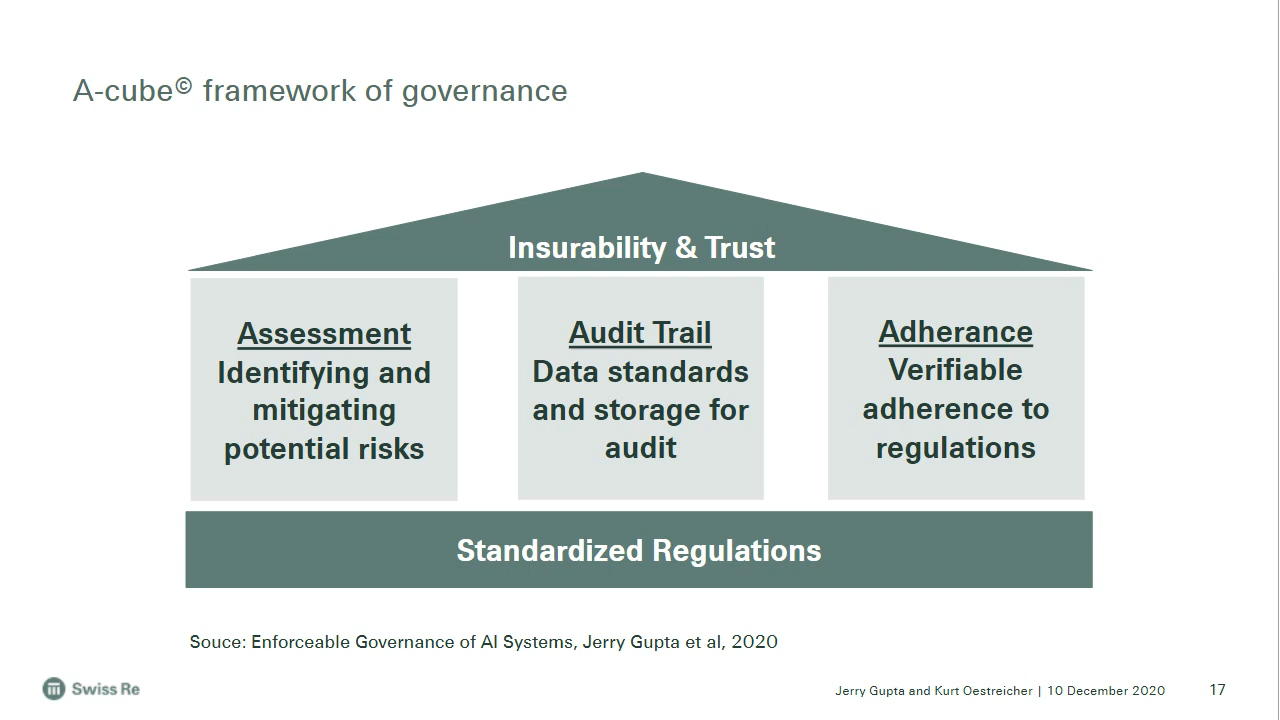 A-cube© framework of governance
Insurability & Trust
Assessment
Identifying and
mitigating
potential risks
Audit Trail
Data standards
and storage for
audit
Adherance
Verifiable
adherence to
regulations
Standardized Regulations
Souce: Enforceable Governance of AI Systems, Jerry Gupta et al, 2020
Swiss Re
Jerry Gupta and Kurt Oestreicher | 10 December 2020
17